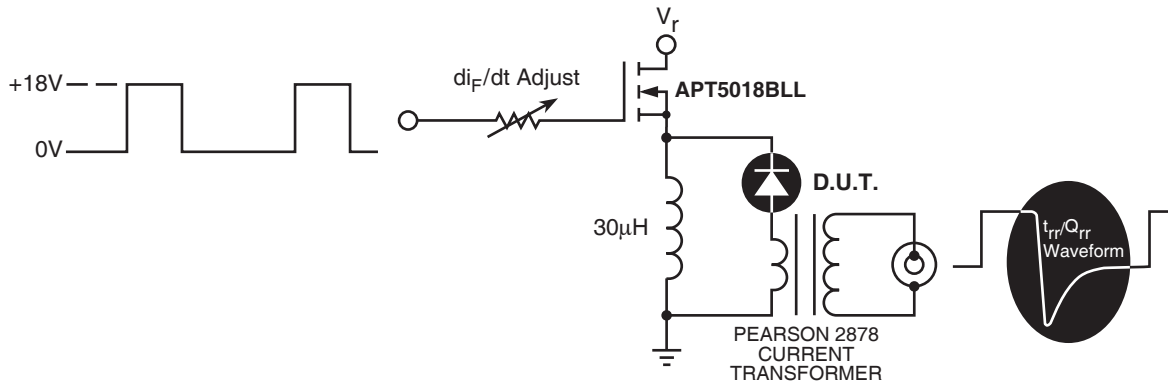 V_r
+18V
di_F/dt Adjust
APT5018BLL
0V
D.U.T.
30μH
t_rr/Q_rr
Waveform
PEARSON 2878
CURRENT
TRANSFORMER